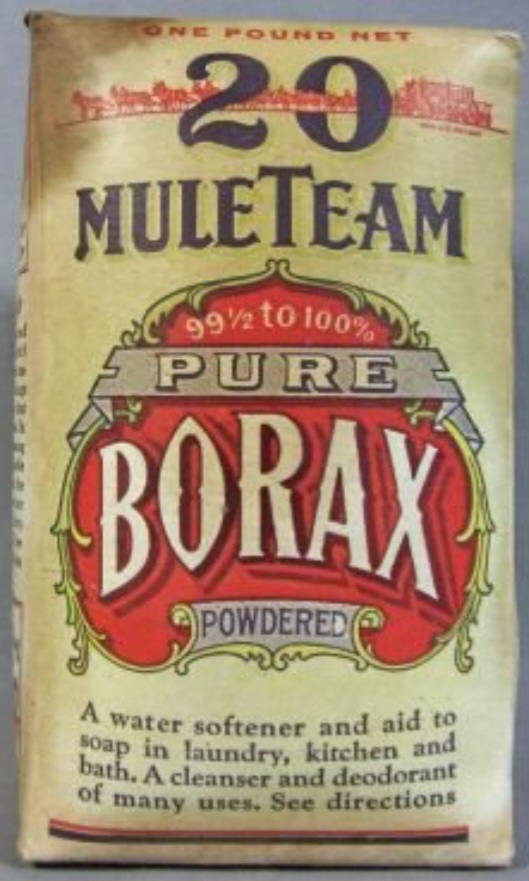 ONE POUND NET
20
MULE TEAM
99½ to 100%
PURE
BORAX
POWDERED
A water softener and aid to
soap in laundry, kitchen and
bath. A cleanser and deodorant
of many uses. See directions